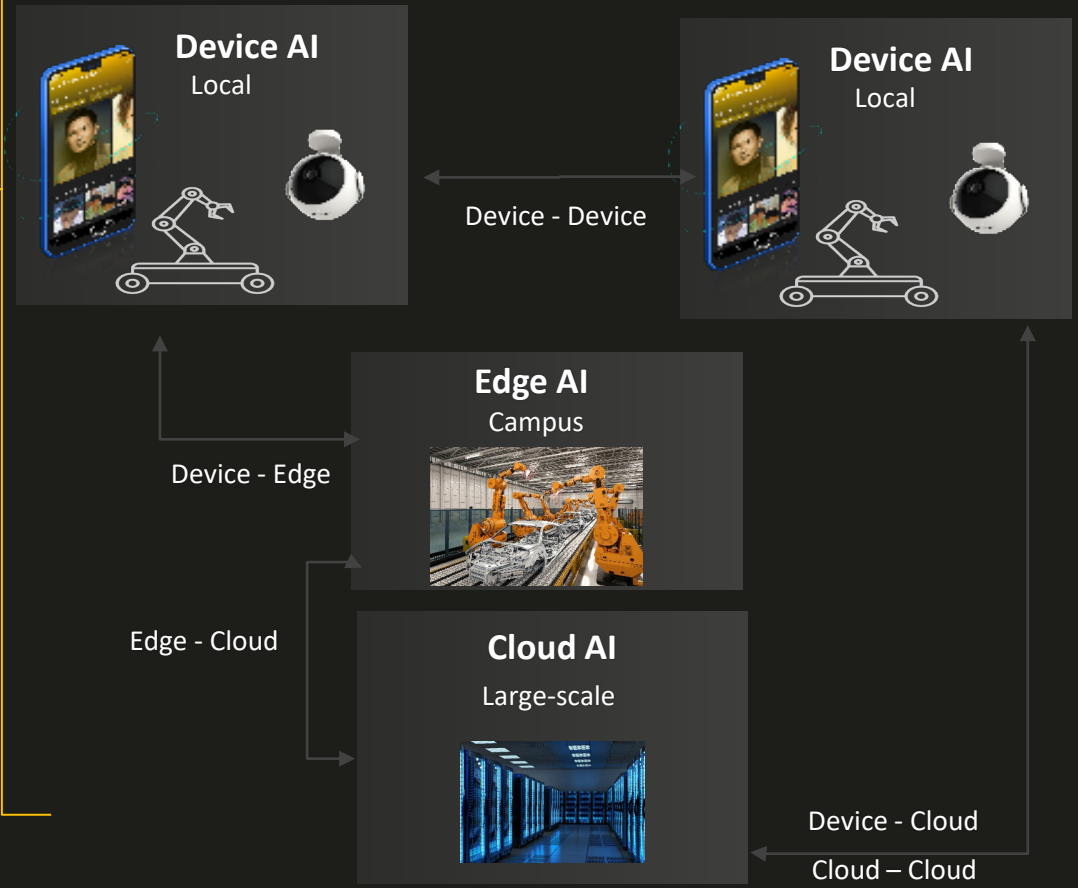 Device AI
Local
Device AI
Local
Device - Device
Edge AI
Campus
Device - Edge
Edge - Cloud
Cloud AI
Large-scale
Device - Cloud
Cloud – Cloud